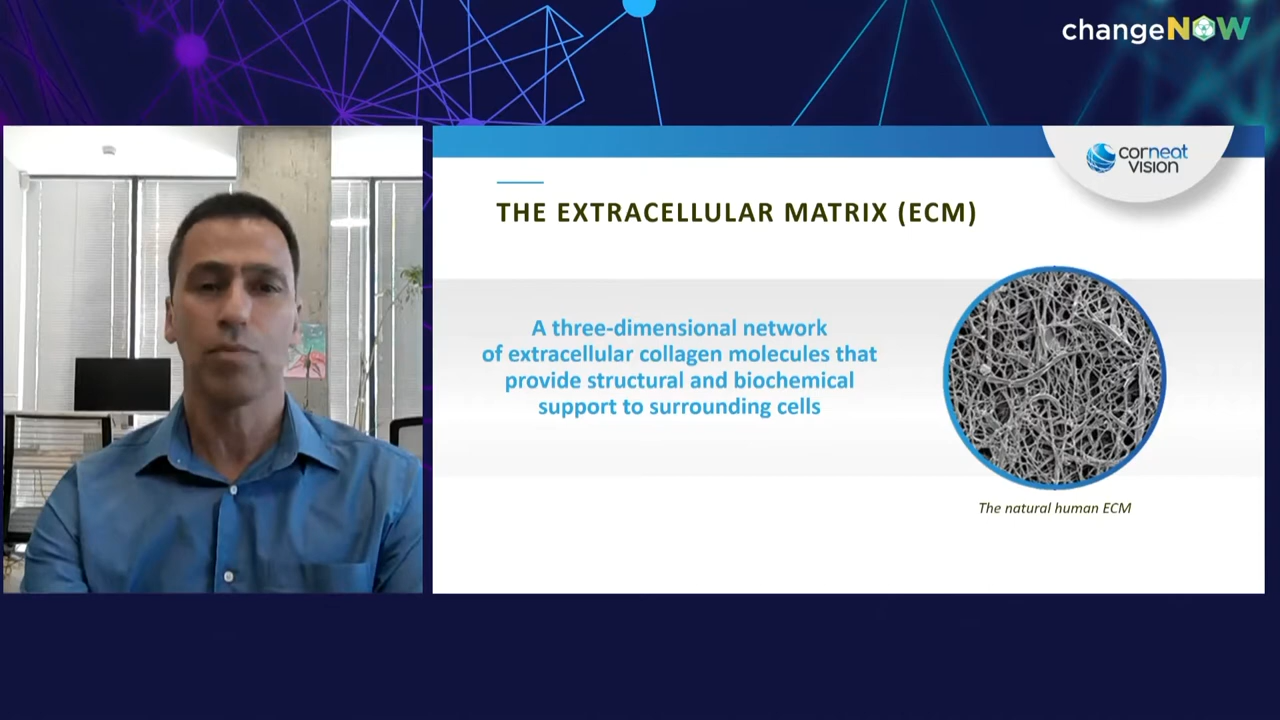 changeNOW
corneat
vision
THE EXTRACELLULAR MATRIX (ECM)
A three-dimensional network
of extracellular collagen molecules that
provide structural and biochemical
support to surrounding cells
The natural human ECM